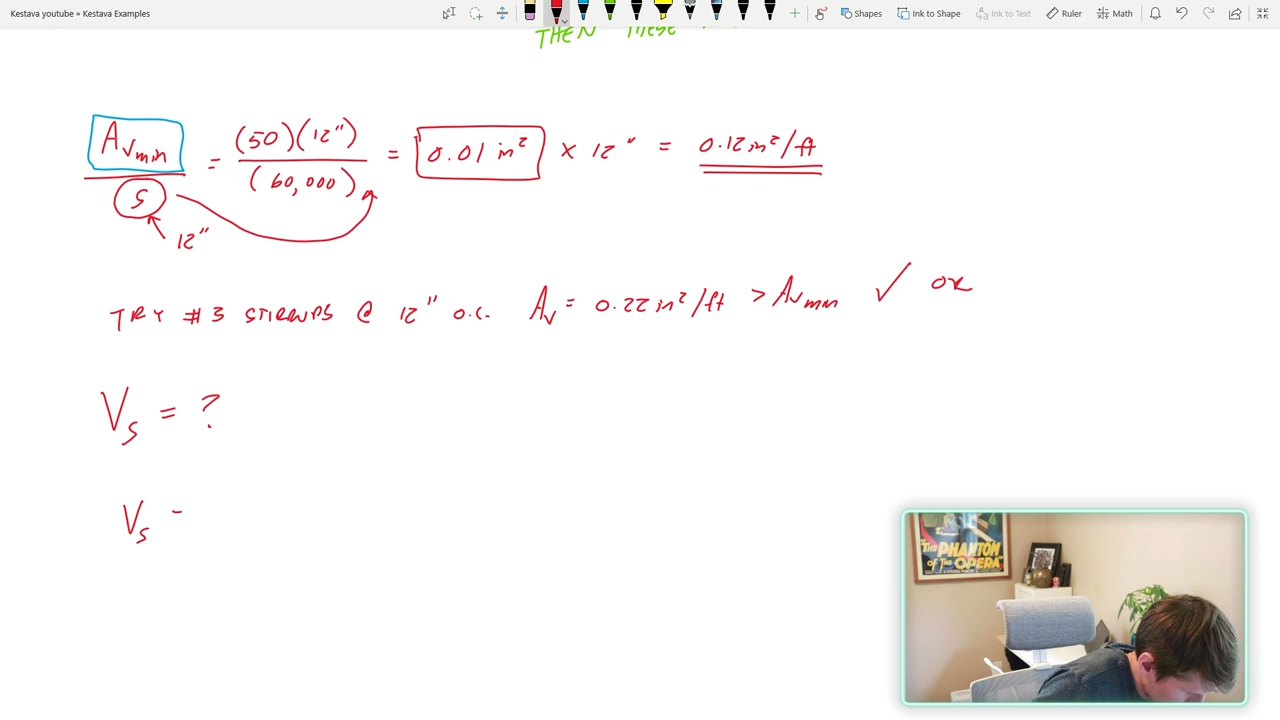 Kestava youtube » Kestava Examples
Shapes Ink to Shape Ink to Text Ruler Math
THEN THESE
Avmin / S = (50)(12") / (60,000) = 0.01 in² x 12" = 0.12 in²/ft
12"
TRY #3 STIRRUPS @ 12" o.c. Av = 0.22 in²/ft > Avmin ✓ OK
Vs = ?
Vs -
"THE PHANTOM
OF THE OPERA"